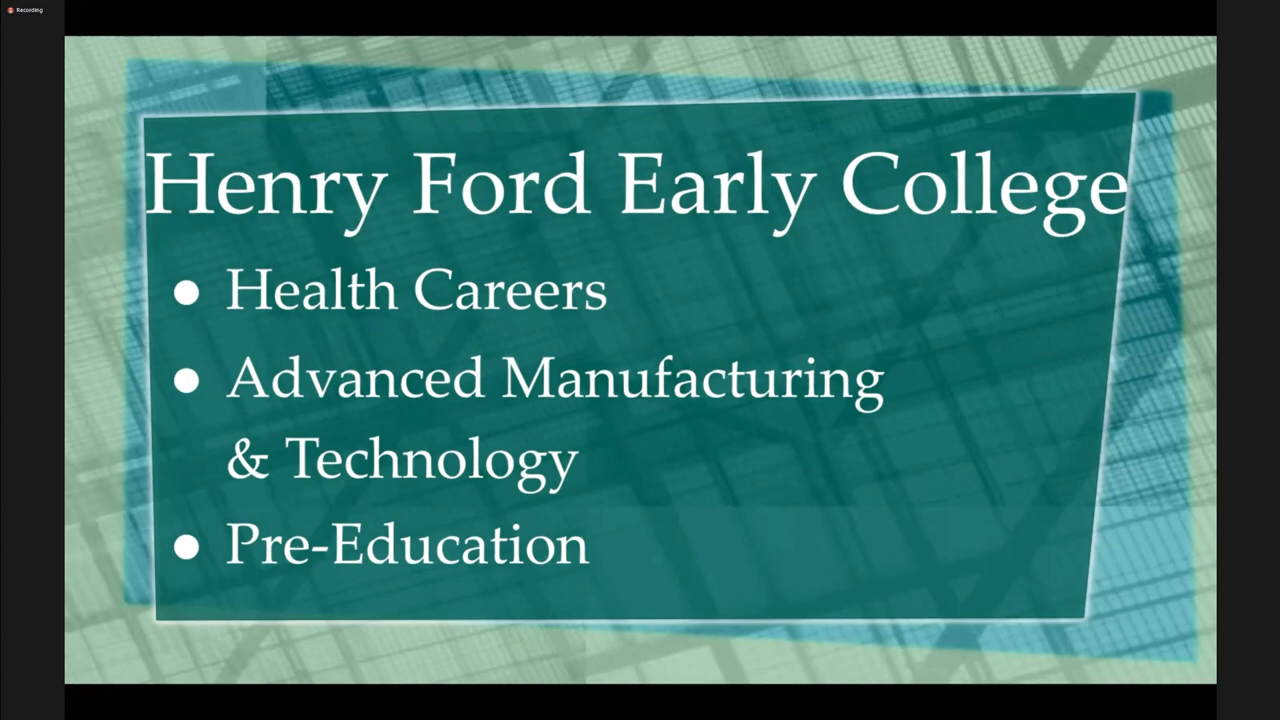 Recording
Henry Ford Early College
● Health Careers
● Advanced Manufacturing
& Technology
● Pre-Education